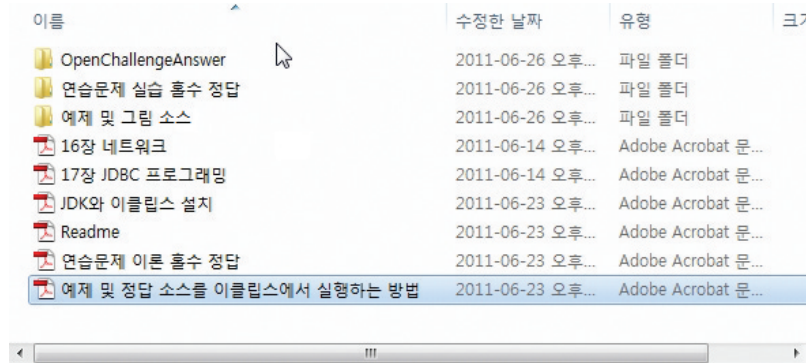 이름 수정한 날짜 유형 크기
OpenChallengeAnswer 2011-06-26 오후... 파일 폴더
연습문제 실습 홀수 정답 2011-06-26 오후... 파일 폴더
예제 및 그림 소스 2011-06-26 오후... 파일 폴더
16장 네트워크 2011-06-14 오후... Adobe Acrobat 문...
17장 JDBC 프로그래밍 2011-06-14 오후... Adobe Acrobat 문...
JDK와 이클립스 설치 2011-06-23 오후... Adobe Acrobat 문...
Readme 2011-06-23 오후... Adobe Acrobat 문...
연습문제 이론 홀수 정답 2011-06-23 오후... Adobe Acrobat 문...
예제 및 정답 소스를 이클립스에서 실행하는 방법 2011-06-23 오후... Adobe Acrobat 문...